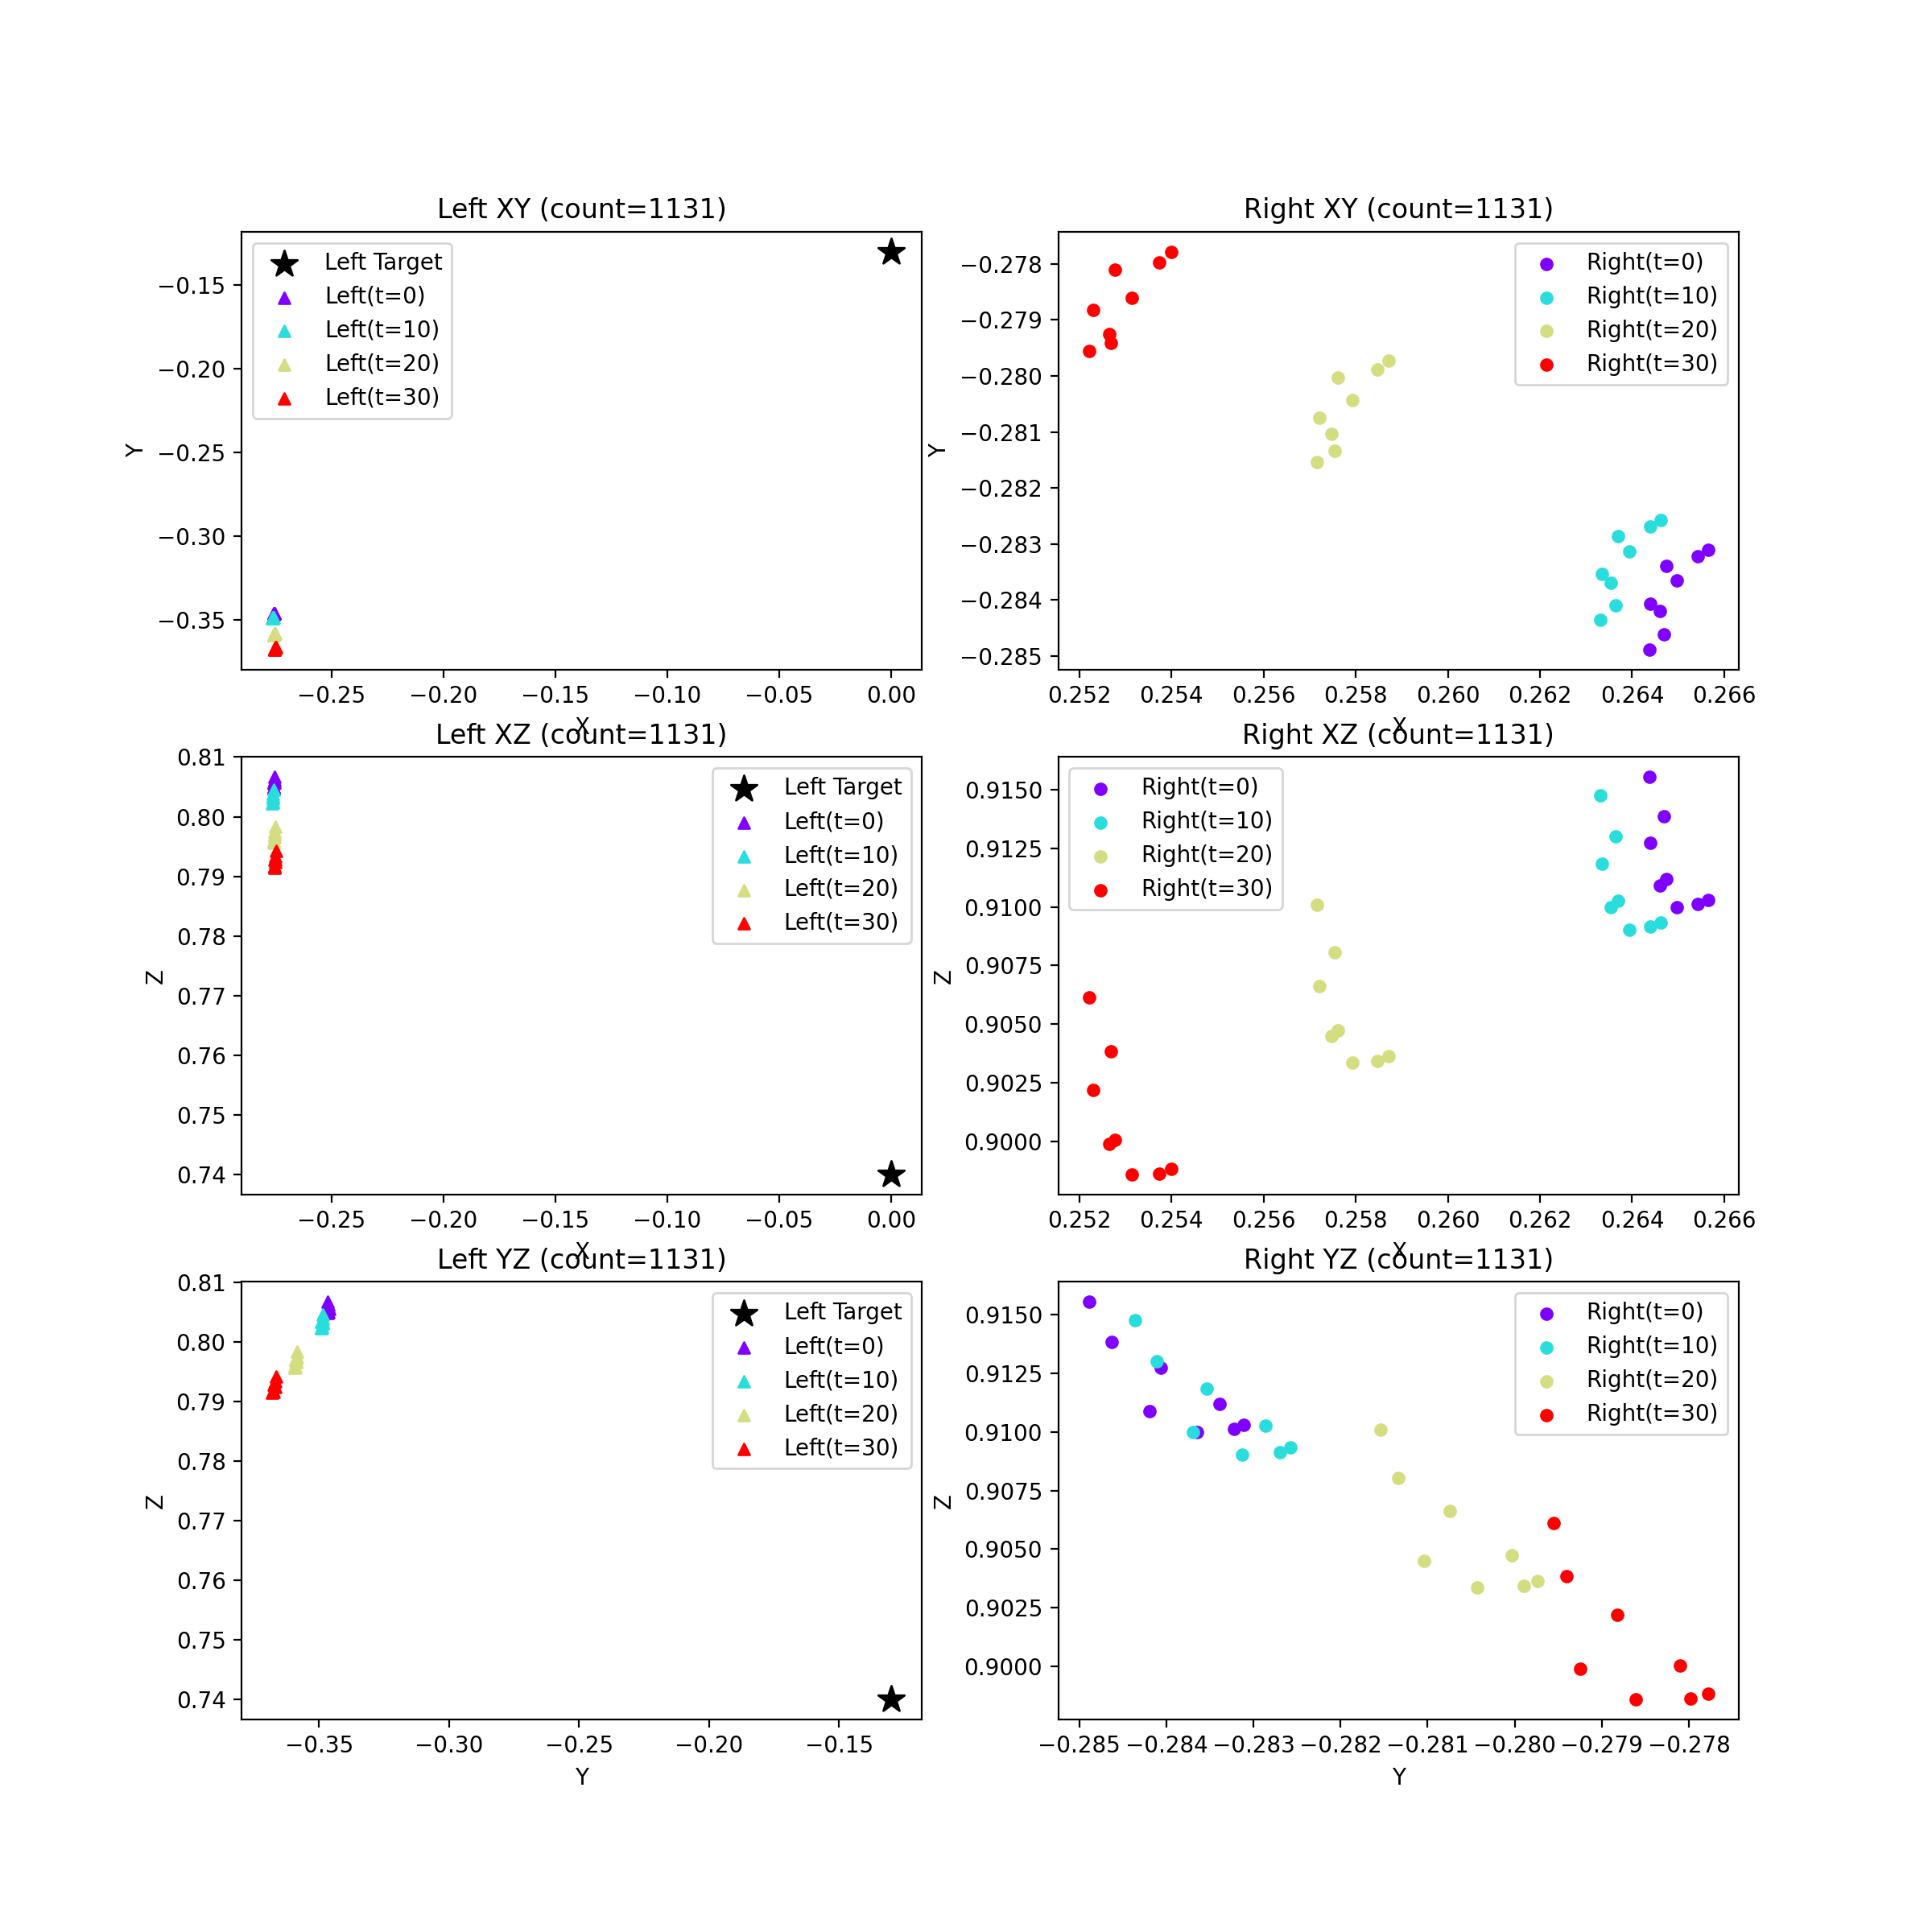 Left XY (count=1131)
Left Target
Left(t=0)
Left(t=10)
Left(t=20)
Left(t=30)
Y
−0.15
−0.20
−0.25
−0.30
−0.35
−0.25
−0.20
−0.15
−0.10
−0.05
0.00
X
Right XY (count=1131)
Right(t=0)
Right(t=10)
Right(t=20)
Right(t=30)
Y
−0.278
−0.279
−0.280
−0.281
−0.282
−0.283
−0.284
−0.285
0.252
0.254
0.256
0.258
0.260
0.262
0.264
0.266
X
Left XZ (count=1131)
Left Target
Left(t=0)
Left(t=10)
Left(t=20)
Left(t=30)
Z
0.81
0.80
0.79
0.78
0.77
0.76
0.75
0.74
−0.25
−0.20
−0.15
−0.10
−0.05
0.00
X
Right XZ (count=1131)
Right(t=0)
Right(t=10)
Right(t=20)
Right(t=30)
Z
0.9150
0.9125
0.9100
0.9075
0.9050
0.9025
0.9000
0.252
0.254
0.256
0.258
0.260
0.262
0.264
0.266
X
Left YZ (count=1131)
Left Target
Left(t=0)
Left(t=10)
Left(t=20)
Left(t=30)
Z
0.81
0.80
0.79
0.78
0.77
0.76
0.75
0.74
−0.35
−0.30
−0.25
−0.20
−0.15
Y
Right YZ (count=1131)
Right(t=0)
Right(t=10)
Right(t=20)
Right(t=30)
Z
0.9150
0.9125
0.9100
0.9075
0.9050
0.9025
0.9000
−0.285
−0.284
−0.283
−0.282
−0.281
−0.280
−0.279
−0.278
Y